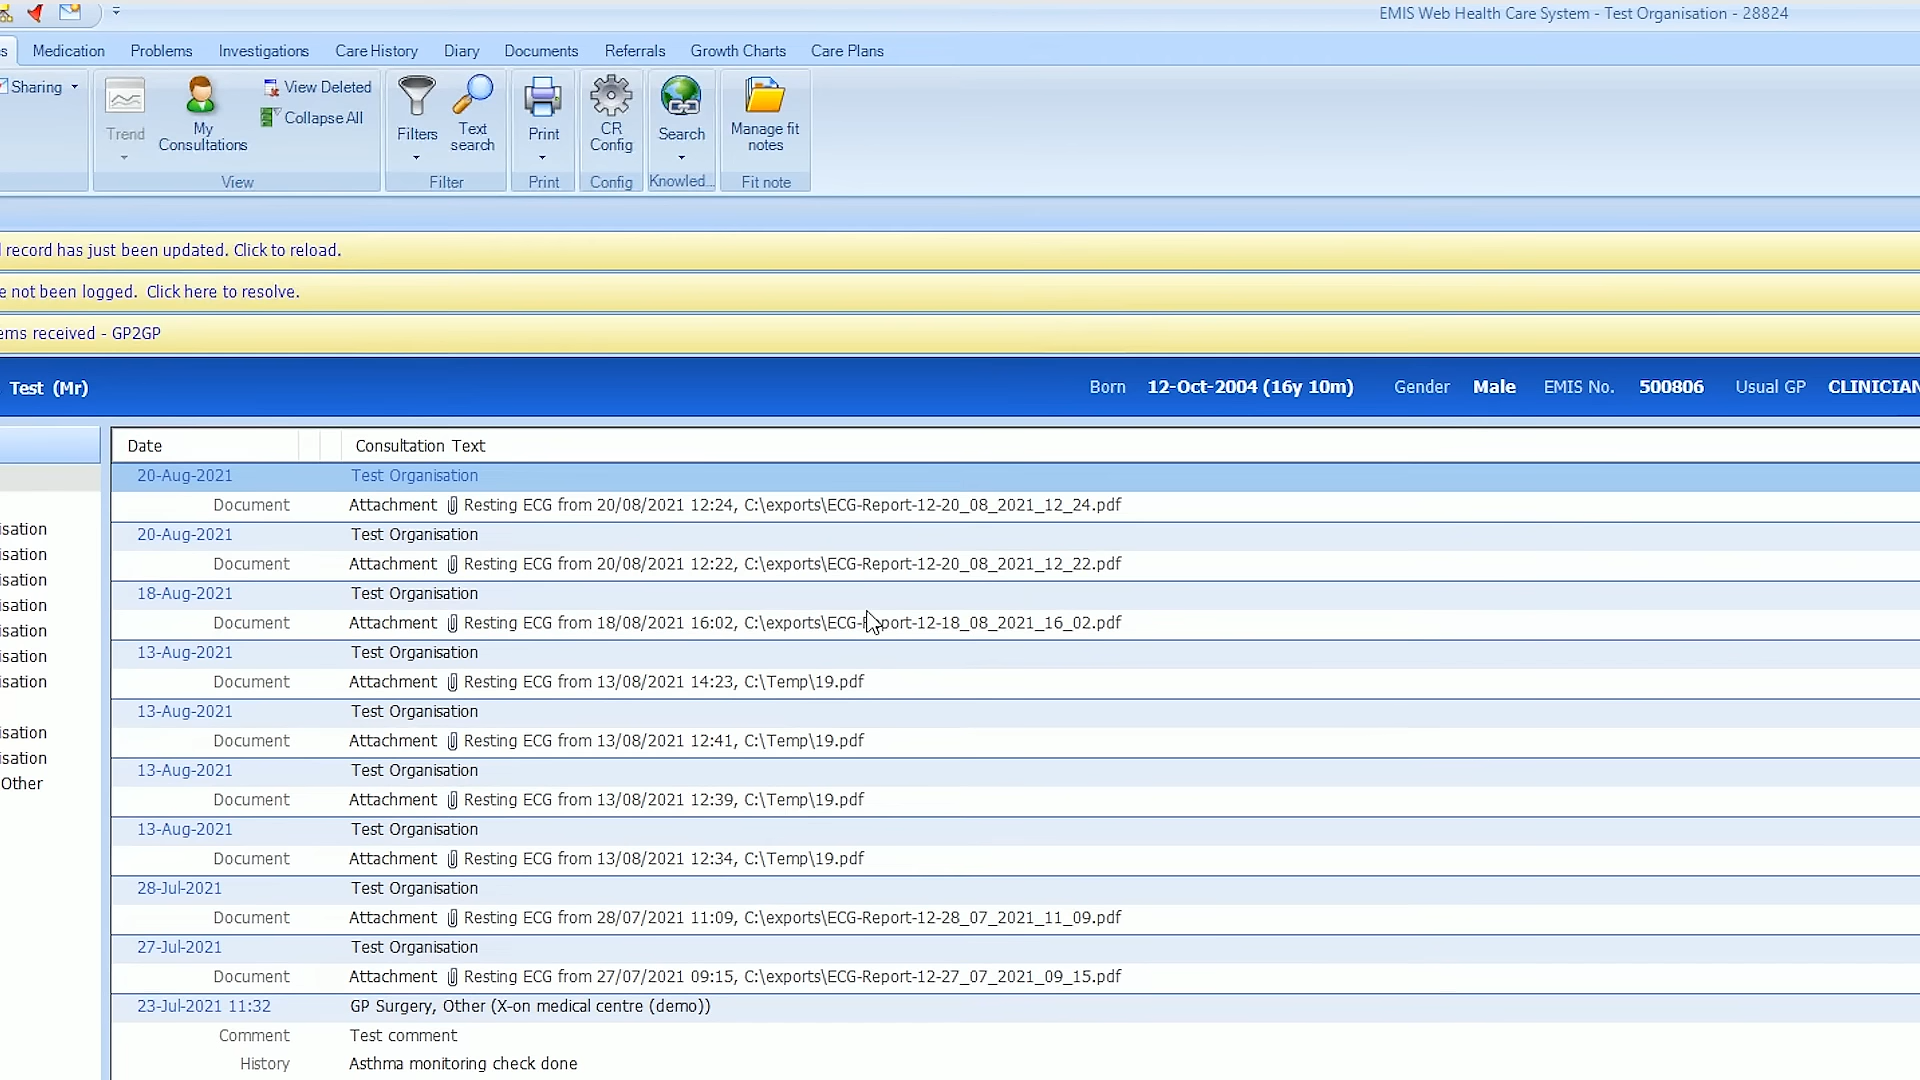 EMIS Web Health Care System - Test Organisation - 28824
Medication Problems Investigations Care History Diary Documents Referrals Growth Charts Care Plans
Sharing
Trend
My Consultations
View Deleted
Collapse All
View
Filters
Text search
Filter
Print
Print
CR Config
Config
Search
Knowled...
Manage fit notes
Fit note
record has just been updated. Click to reload.
not been logged. Click here to resolve.
received - GP2GP
Test (Mr) Born 12-Oct-2004 (16y 10m) Gender Male EMIS No. 500806 Usual GP CLINICIAN
Date Consultation Text
20-Aug-2021 Test Organisation
Document Attachment Resting ECG from 20/08/2021 12:24, C:\exports\ECG-Report-12-20_08_2021_12_24.pdf
20-Aug-2021 Test Organisation
Document Attachment Resting ECG from 20/08/2021 12:22, C:\exports\ECG-Report-12-20_08_2021_12_22.pdf
18-Aug-2021 Test Organisation
Document Attachment Resting ECG from 18/08/2021 16:02, C:\exports\ECG-Report-12-18_08_2021_16_02.pdf
13-Aug-2021 Test Organisation
Document Attachment Resting ECG from 13/08/2021 14:23, C:\Temp\19.pdf
13-Aug-2021 Test Organisation
Document Attachment Resting ECG from 13/08/2021 12:41, C:\Temp\19.pdf
13-Aug-2021 Test Organisation
Document Attachment Resting ECG from 13/08/2021 12:39, C:\Temp\19.pdf
13-Aug-2021 Test Organisation
Document Attachment Resting ECG from 13/08/2021 12:34, C:\Temp\19.pdf
28-Jul-2021 Test Organisation
Document Attachment Resting ECG from 28/07/2021 11:09, C:\exports\ECG-Report-12-28_07_2021_11_09.pdf
27-Jul-2021 Test Organisation
Document Attachment Resting ECG from 27/07/2021 09:15, C:\exports\ECG-Report-12-27_07_2021_09_15.pdf
23-Jul-2021 11:32 GP Surgery, Other (X-on medical centre (demo))
Comment Test comment
History Asthma monitoring check done
isation
isation
isation
isation
isation
isation
isation
isation
isation
Other